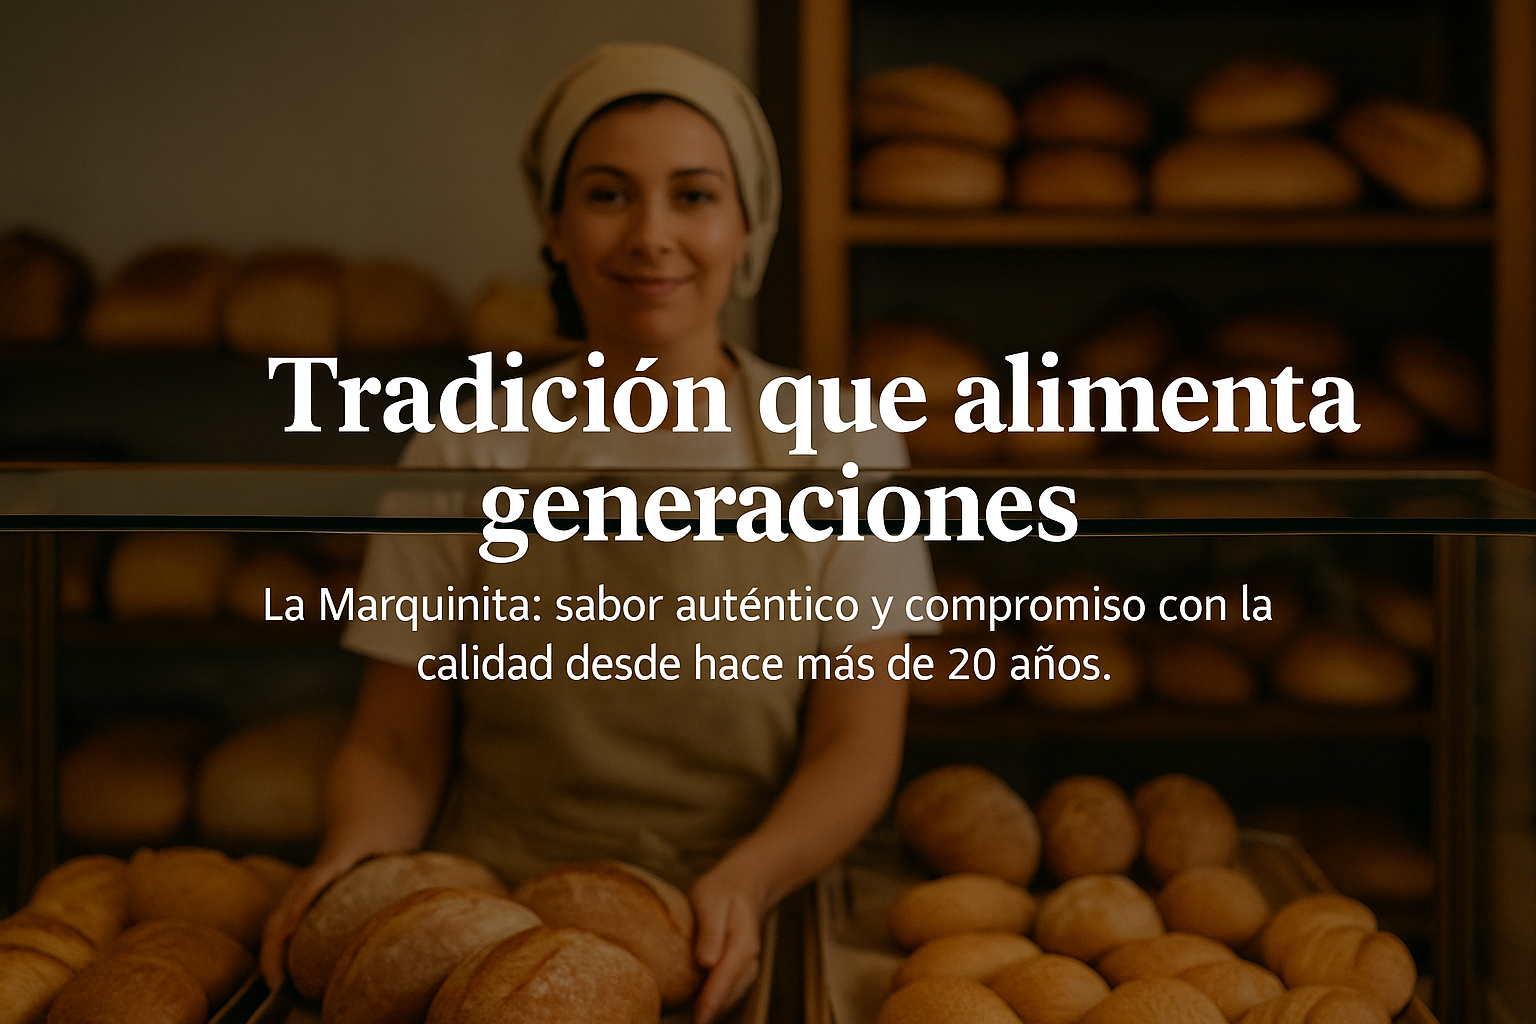 Tradición que alimenta
generaciones
La Marquinita: sabor auténtico y compromiso con la
calidad desde hace más de 20 años.